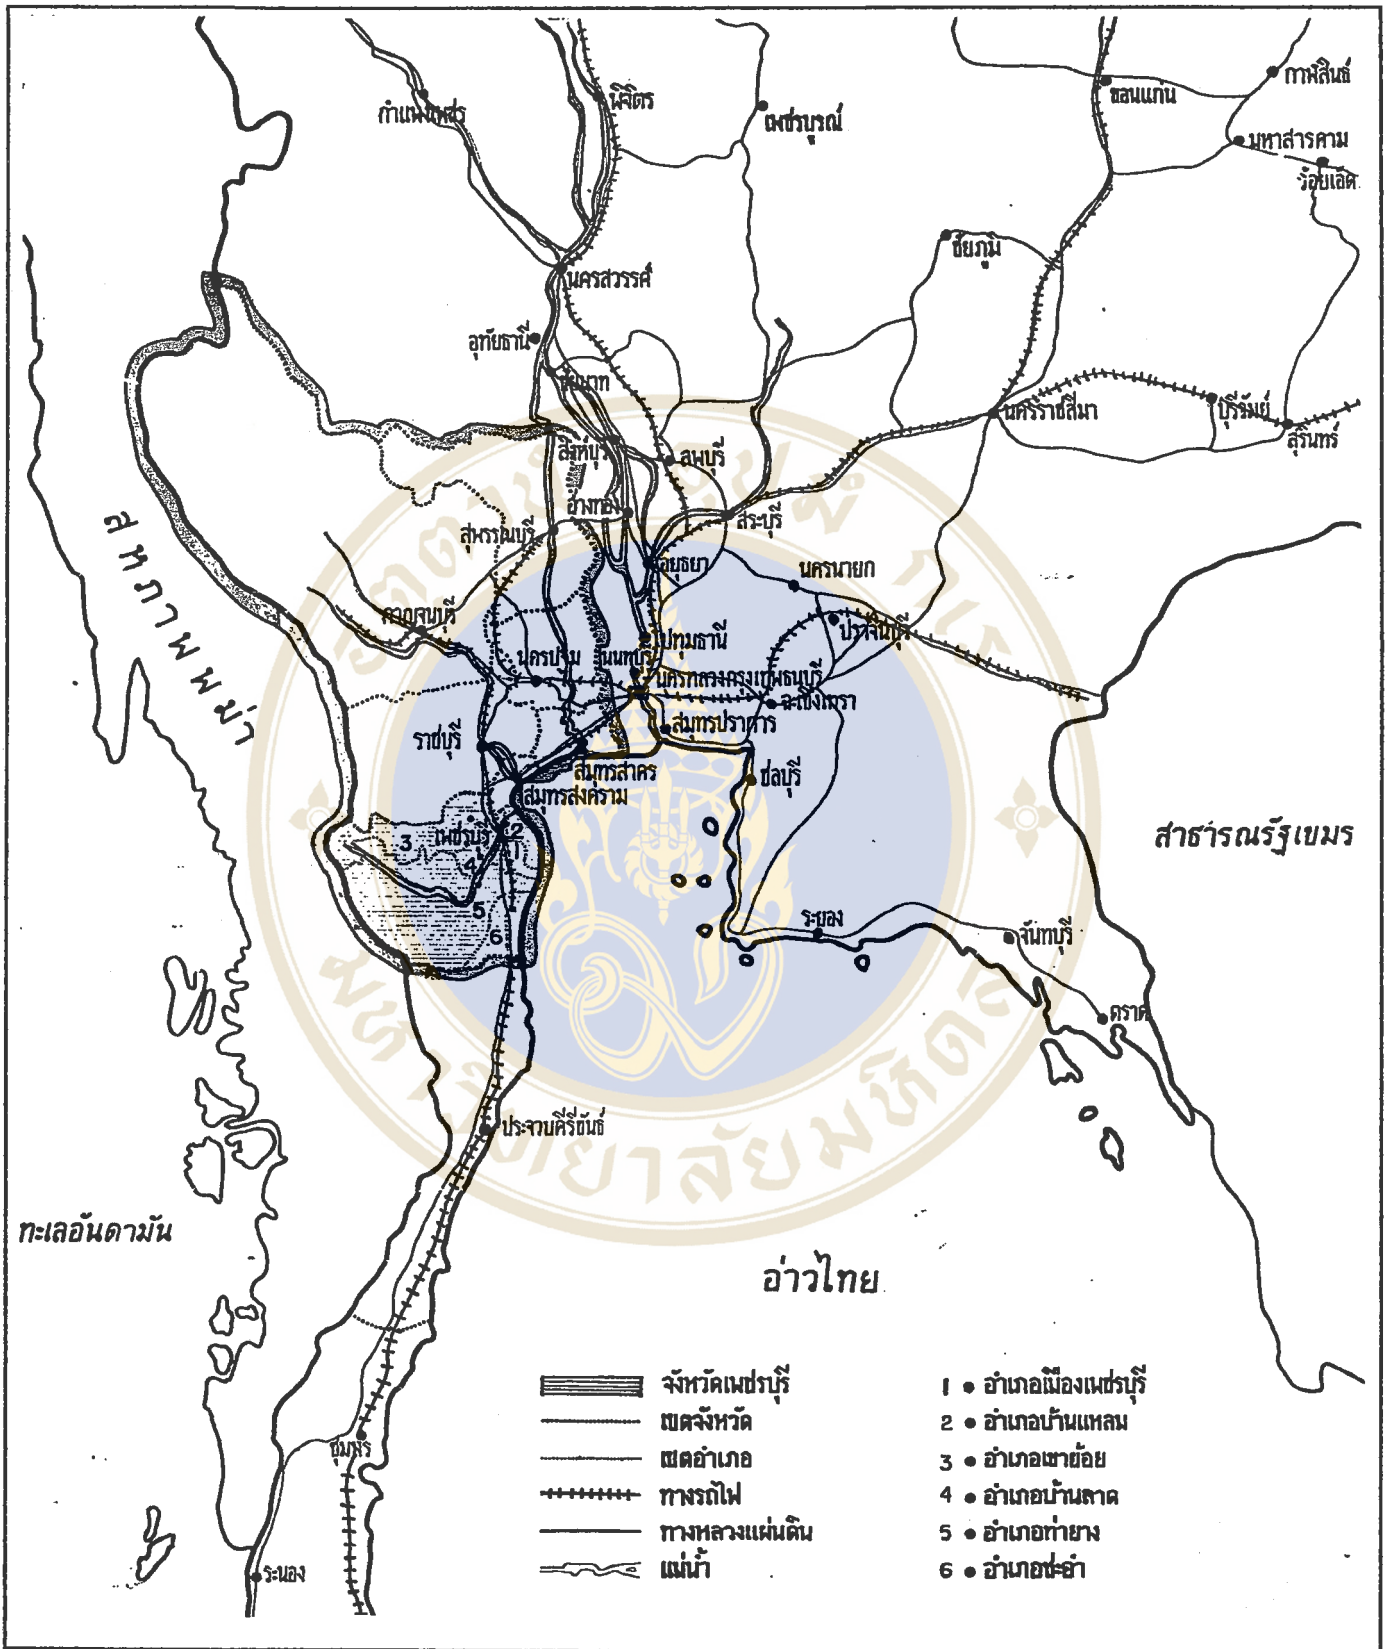 กำแพงเพชร
พิจิตร
เพชรบูรณ์
ขอนแก่น
กาฬสินธุ์
มหาสารคาม
ร้อยเอ็ด
ชัยภูมิ
นครสวรรค์
อุทัยธานี
ชัยนาท
นครราชสีมา
บุรีรัมย์
สุรินทร์
สิงห์บุรี
ลพบุรี
อ่างทอง
สระบุรี
สุพรรณบุรี
อยุธยา
นครนายก
สหภาพพม่า
กาญจนบุรี
ปราจีนบุรี
ปทุมธานี
นครปฐม
นนทบุรี
นครหลวงกรุงเทพธนบุรี
ฉะเชิงเทรา
สมุทรปราการ
ราชบุรี
สมุทรสาคร
ชลบุรี
สมุทรสงคราม
เพชรบุรี
2
1
3
4
5
6
สาธารณรัฐเขมร
ระยอง
จันทบุรี
ตราด
ประจวบคีรีขันธ์
ทะเลอันดามัน
อ่าวไทย
ชุมพร
ระนอง
จังหวัดเพชรบุรี
เขตจังหวัด
เขตอำเภอ
ทางรถไฟ
ทางหลวงแผ่นดิน
แม่น้ำ
1 • อำเภอเมืองเพชรบุรี
2 • อำเภอบ้านแหลม
3 • อำเภอเขาย้อย
4 • อำเภอบ้านลาด
5 • อำเภอท่ายาง
6 • อำเภอชะอำ
มหาวิทยาลัยมหิดล